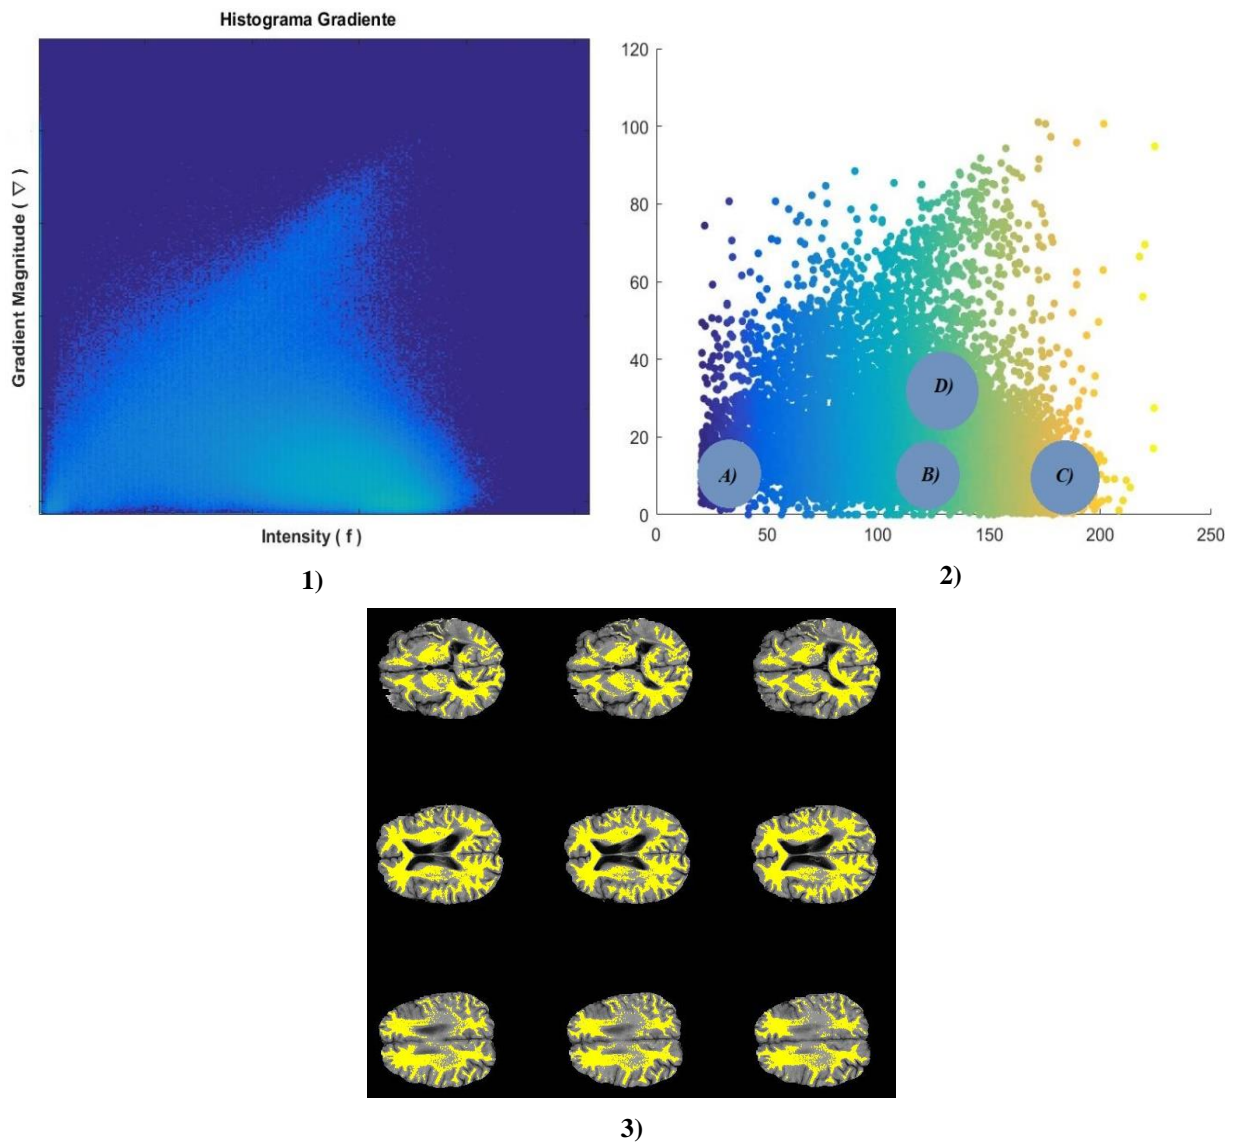 Histograma Gradiente
Gradient Magnitude ( ∇ )
Intensity ( f )
1)
120
100
80
60
40
20
0
0 50 100 150 200 250
A)
B)
C)
D)
2)
3)